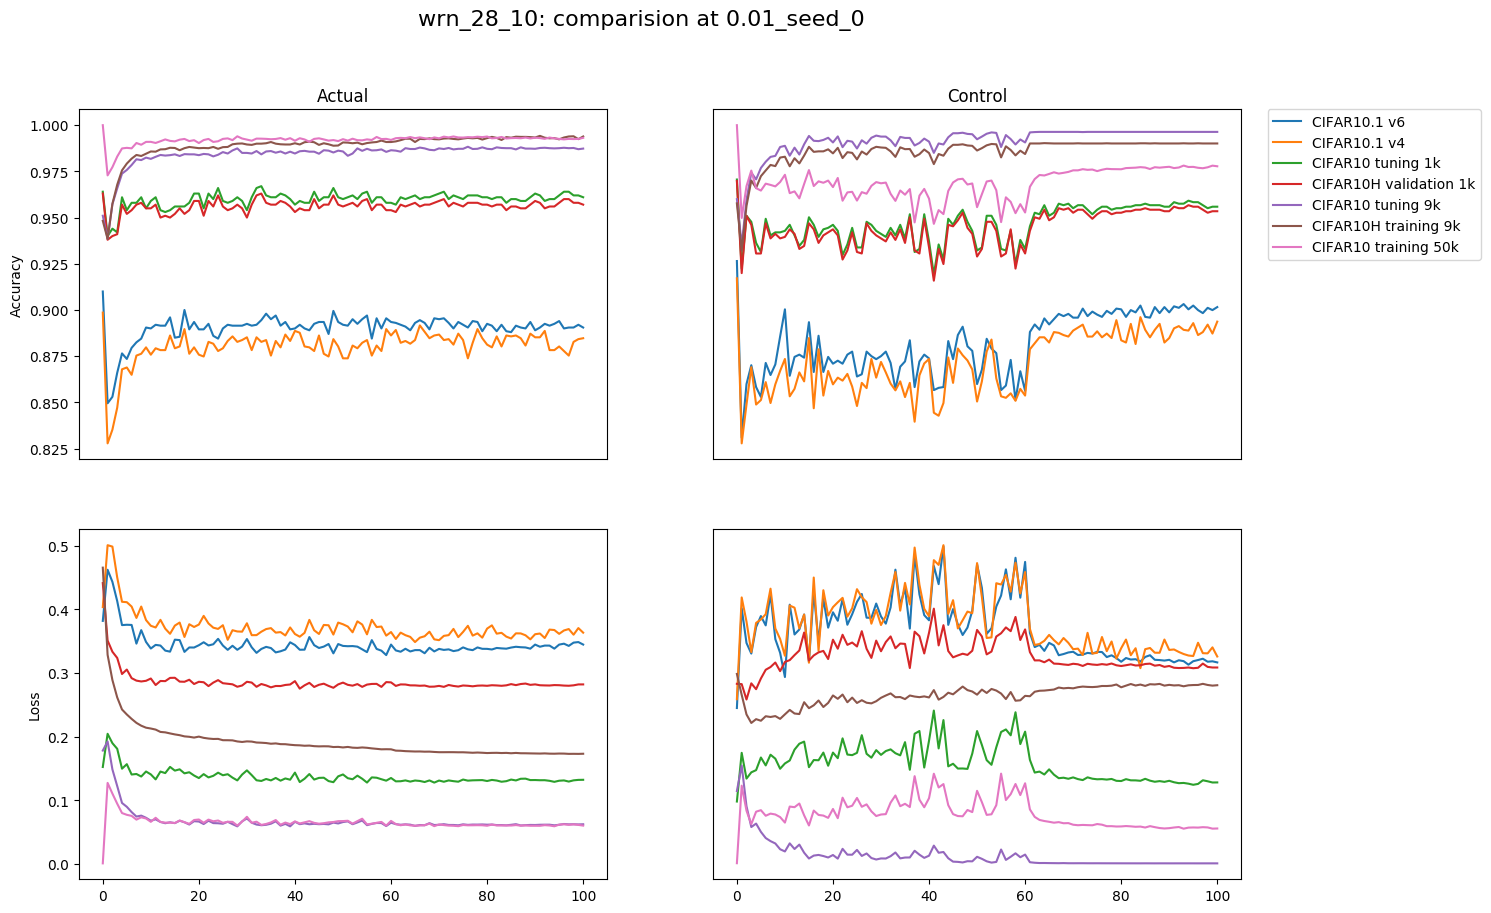 wrn_28_10: comparision at 0.01_seed_0
Actual
Control
Accuracy
1.000
0.975
0.950
0.925
0.900
0.875
0.850
0.825
CIFAR10.1 v6
CIFAR10.1 v4
CIFAR10 tuning 1k
CIFAR10H validation 1k
CIFAR10 tuning 9k
CIFAR10H training 9k
CIFAR10 training 50k
Loss
0.5
0.4
0.3
0.2
0.1
0.0
0 20 40 60 80 100
0 20 40 60 80 100